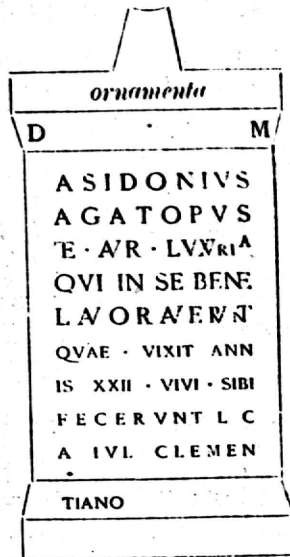 ornamenta
D M
ASIDONIVS
AGATOPVS
E · AVR · LVXVRIA
QVI IN SE BENE
LAVORAVERVNT
QVAE · VIXIT ANN
IS XXII · VIVI · SIBI
FECERVNT L C
A IVL CLEMEN
TIANO